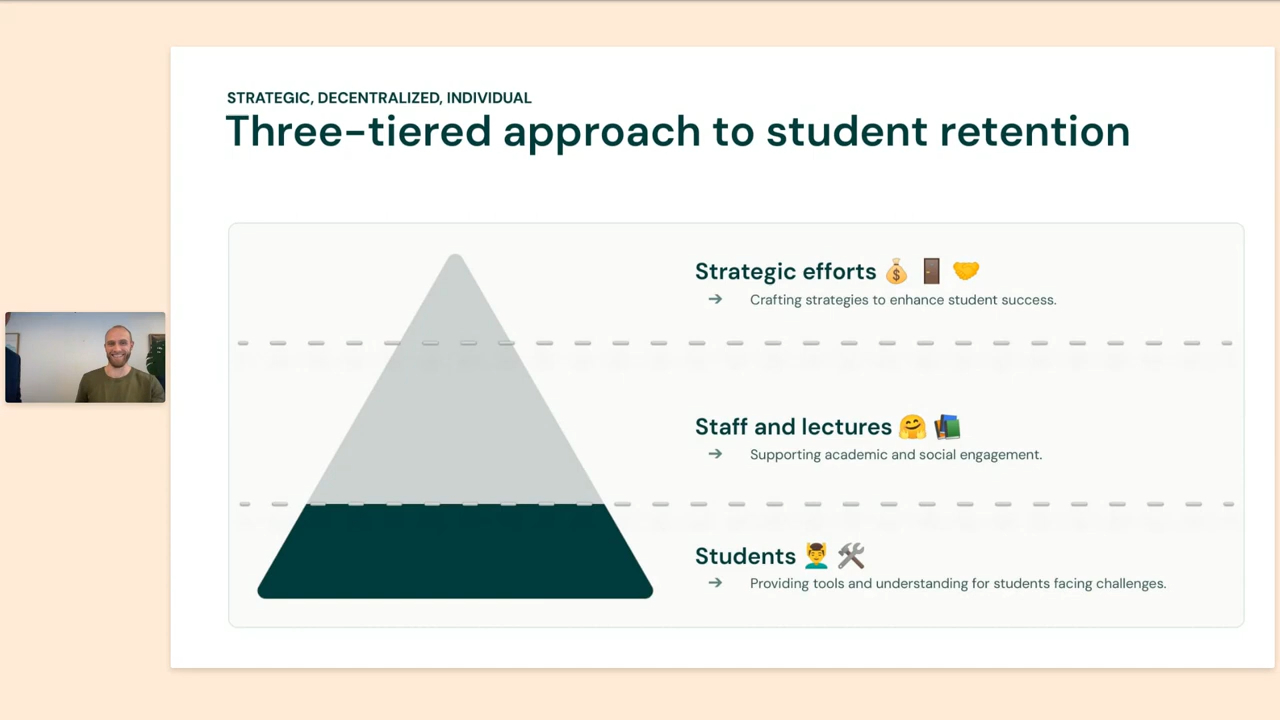 STRATEGIC, DECENTRALIZED, INDIVIDUAL
Three-tiered approach to student retention
Strategic efforts 💰 🚪 🤝
→ Crafting strategies to enhance student success.
Staff and lectures 🤗 📚
→ Supporting academic and social engagement.
Students 💆‍♂️ 🛠️
→ Providing tools and understanding for students facing challenges.